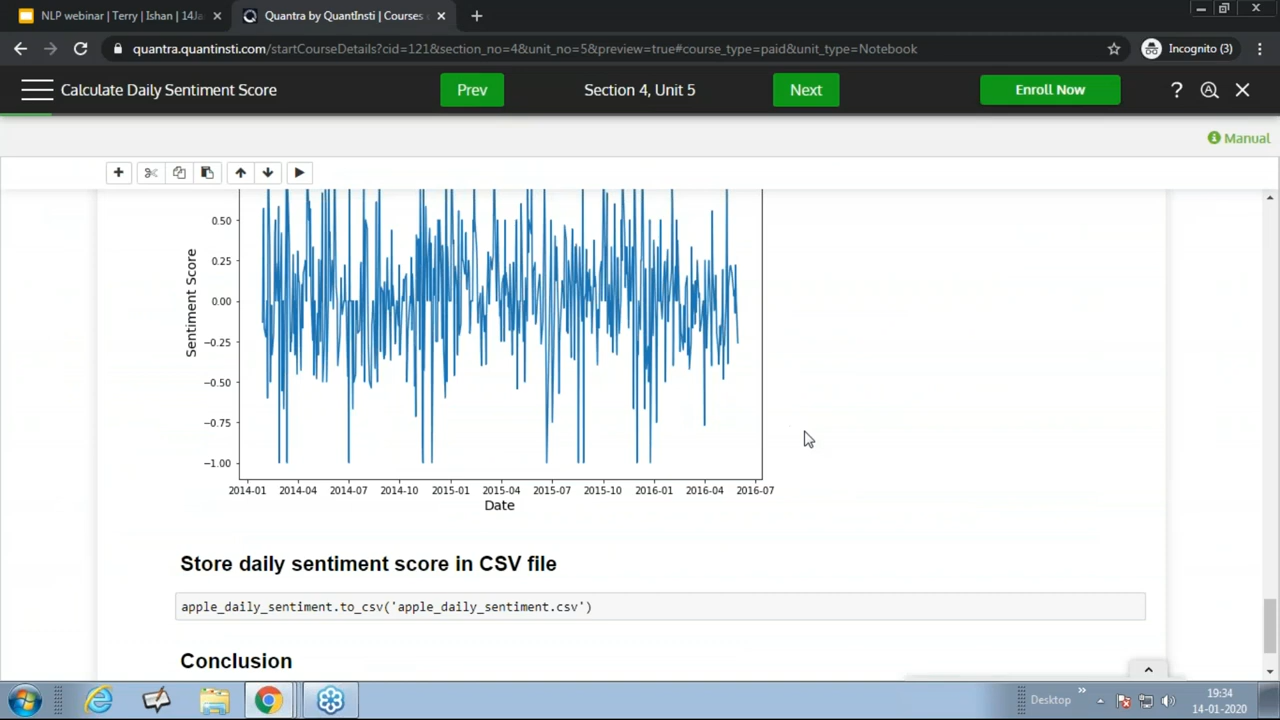 NLP webinar | Terry | Ishan | 14Ja
Quantra by QuantInsti | Courses
quantra.quantinsti.com/startCourseDetails?cid=121&section_no=4&unit_no=5&preview=true#course_type=paid&unit_type=Notebook
Incognito (3)
Calculate Daily Sentiment Score
Prev
Section 4, Unit 5
Next
Enroll Now
Manual
0.50
0.25
0.00
−0.25
−0.50
−0.75
−1.00
Sentiment Score
2014-01 2014-04 2014-07 2014-10 2015-01 2015-04 2015-07 2015-10 2016-01 2016-04 2016-07
Date
Store daily sentiment score in CSV file
apple_daily_sentiment.to_csv('apple_daily_sentiment.csv')
Conclusion
Desktop
19:34
14-01-2020